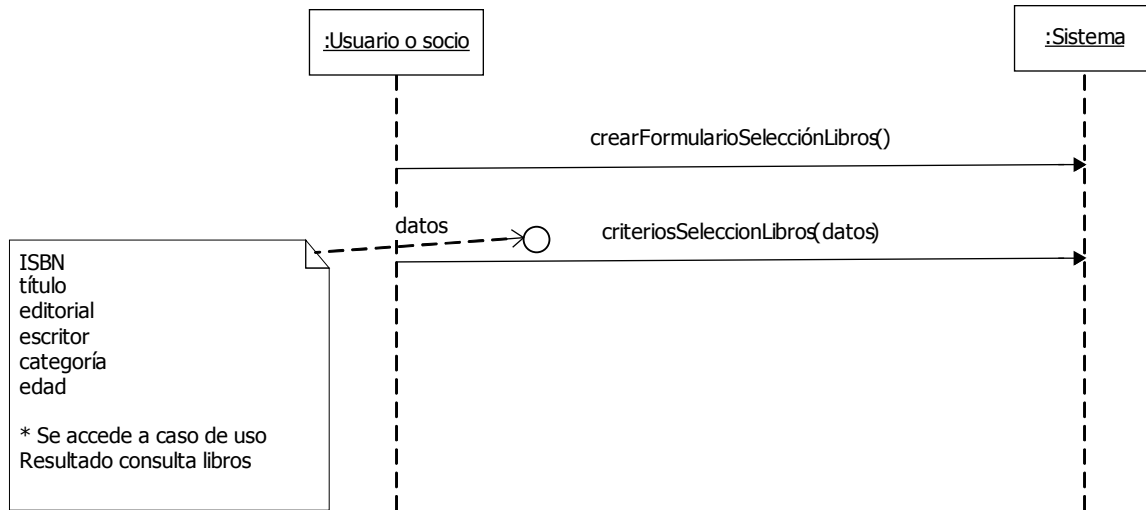 :Usuario o socio
:Sistema
crearFormularioSelecciónLibros()
datos
criteriosSeleccionLibros(datos)
ISBN
título
editorial
escritor
categoría
edad
* Se accede a caso de uso
Resultado consulta libros